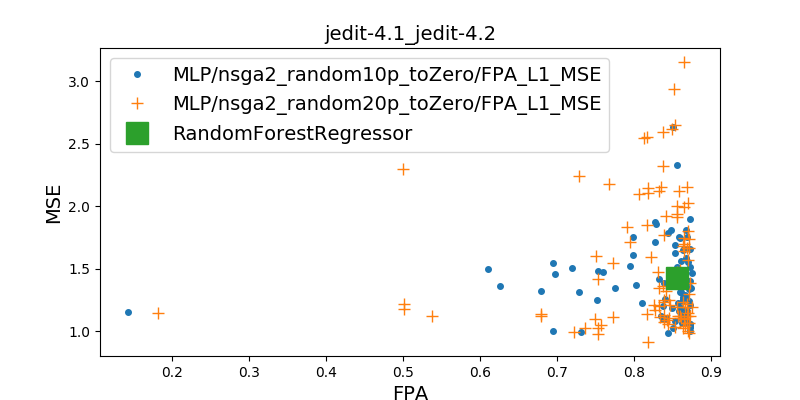 jedit-4.1_jedit-4.2
MLP/nsga2_random10p_toZero/FPA_L1_MSE
MLP/nsga2_random20p_toZero/FPA_L1_MSE
RandomForestRegressor
MSE
3.0
2.5
2.0
1.5
1.0
0.2 0.3 0.4 0.5 0.6 0.7 0.8 0.9
FPA